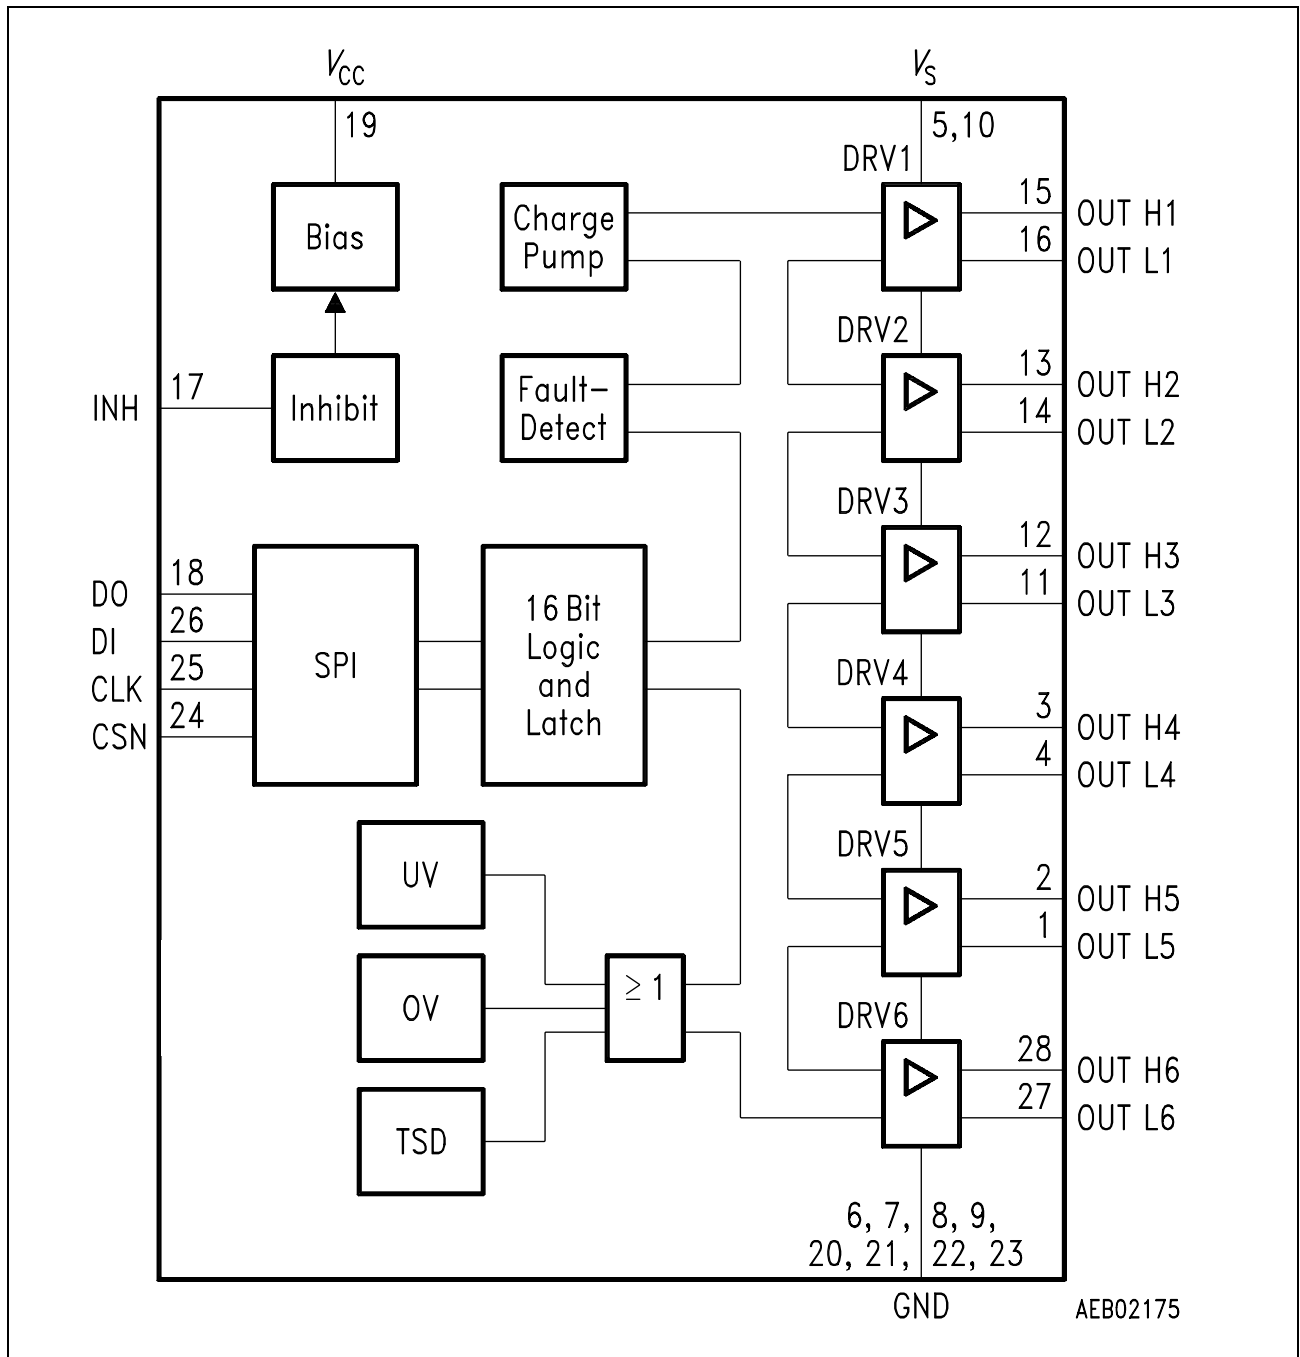 VCC
VS
19
5,10
DRV1
Bias
Charge
Pump
15
OUT H1
16
OUT L1
DRV2
INH
17
Inhibit
Fault-
Detect
13
OUT H2
14
OUT L2
DRV3
12
OUT H3
11
OUT L3
DO
18
DI
26
CLK
25
CSN
24
SPI
16 Bit
Logic
and
Latch
DRV4
3
OUT H4
4
OUT L4
DRV5
UV
2
OUT H5
1
OUT L5
OV
≥ 1
DRV6
28
OUT H6
27
OUT L6
TSD
6, 7, 8, 9,
20, 21, 22, 23
GND
AEB02175